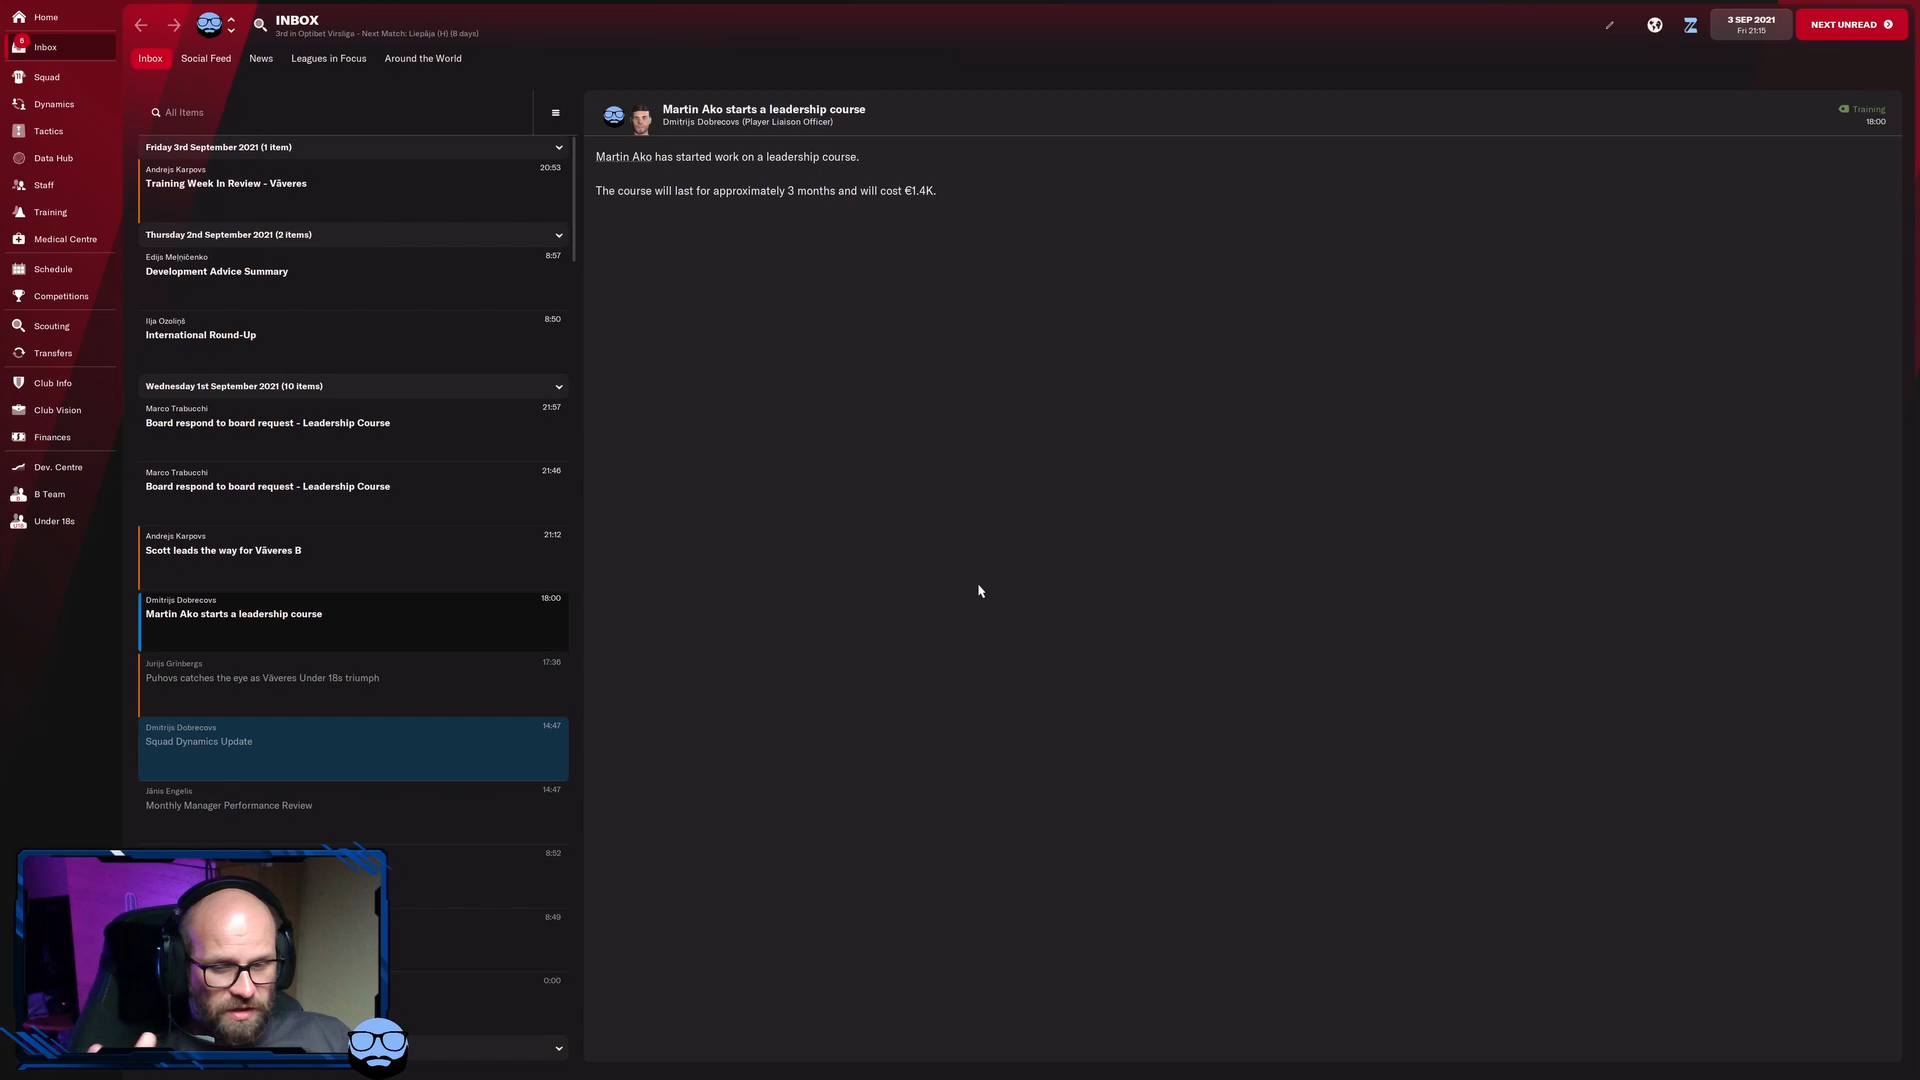 Home
6
Inbox
Squad
Dynamics
Tactics
Data Hub
Staff
Training
Medical Centre
Schedule
Competitions
Scouting
Transfers
Club Info
Club Vision
Finances
Dev. Centre
B Team
Under 18s
INBOX
3rd in Optibet Virsliga - Next Match: Liepāja (H) (8 days)
3 SEP 2021
Fri 21:15
NEXT UNREAD
Inbox
Social Feed
News
Leagues in Focus
Around the World
All Items
Friday 3rd September 2021 (1 item)
Andrejs Karpovs
20:53
Training Week In Review - Vāveres
Thursday 2nd September 2021 (2 items)
Edijs Meļņičenko
8:57
Development Advice Summary
Ilja Ozoliņš
8:50
International Round-Up
Wednesday 1st September 2021 (10 items)
Marco Trabucchi
21:57
Board respond to board request - Leadership Course
Marco Trabucchi
21:46
Board respond to board request - Leadership Course
Andrejs Karpovs
21:12
Scott leads the way for Vāveres B
Dmitrijs Dobrecovs
18:00
Martin Ako starts a leadership course
Jurijs Grīnbergs
17:36
Puhovs catches the eye as Vāveres Under 18s triumph
Dmitrijs Dobrecovs
14:47
Squad Dynamics Update
Jānis Engelis
14:47
Monthly Manager Performance Review
8:52
8:49
0:00
Martin Ako starts a leadership course
Dmitrijs Dobrecovs (Player Liaison Officer)
Training
18:00
Martin Ako has started work on a leadership course.
The course will last for approximately 3 months and will cost €1.4K.